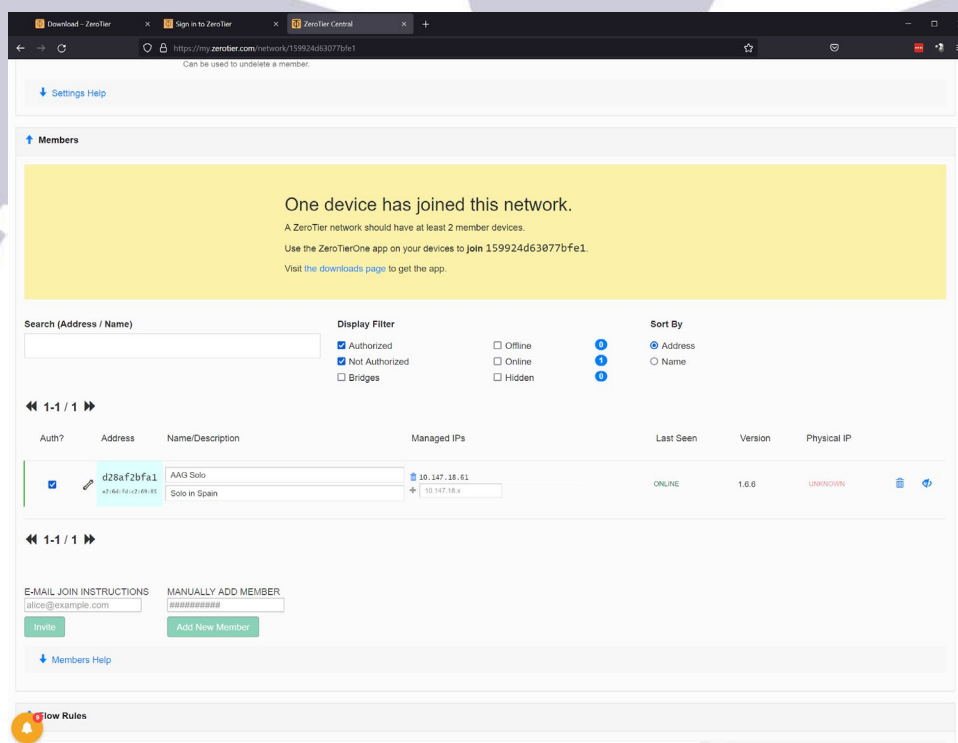 Download – ZeroTier
Sign in to ZeroTier
ZeroTier Central
https://my.zerotier.com/network/159924d63077bfe1
Can be used to undelete a member.
Settings Help
Members
One device has joined this network.
A ZeroTier network should have at least 2 member devices.
Use the ZeroTierOne app on your devices to join 159924d63077bfe1.
Visit the downloads page to get the app.
Search (Address / Name)
Display Filter
Sort By
Authorized
Offline
0
Address
Not Authorized
Online
1
Name
Bridges
Hidden
0
1-1 / 1
Auth?
Address
Name/Description
Managed IPs
Last Seen
Version
Physical IP
d28af2bfa1
AAG Solo
10.147.18.61
a2:6d:fd:c2:69:85
Solo in Spain
10.147.18.x
ONLINE
1.6.6
UNKNOWN
1-1 / 1
E-MAIL JOIN INSTRUCTIONS
MANUALLY ADD MEMBER
alice@example.com
##########
Invite
Add New Member
Members Help
Flow Rules